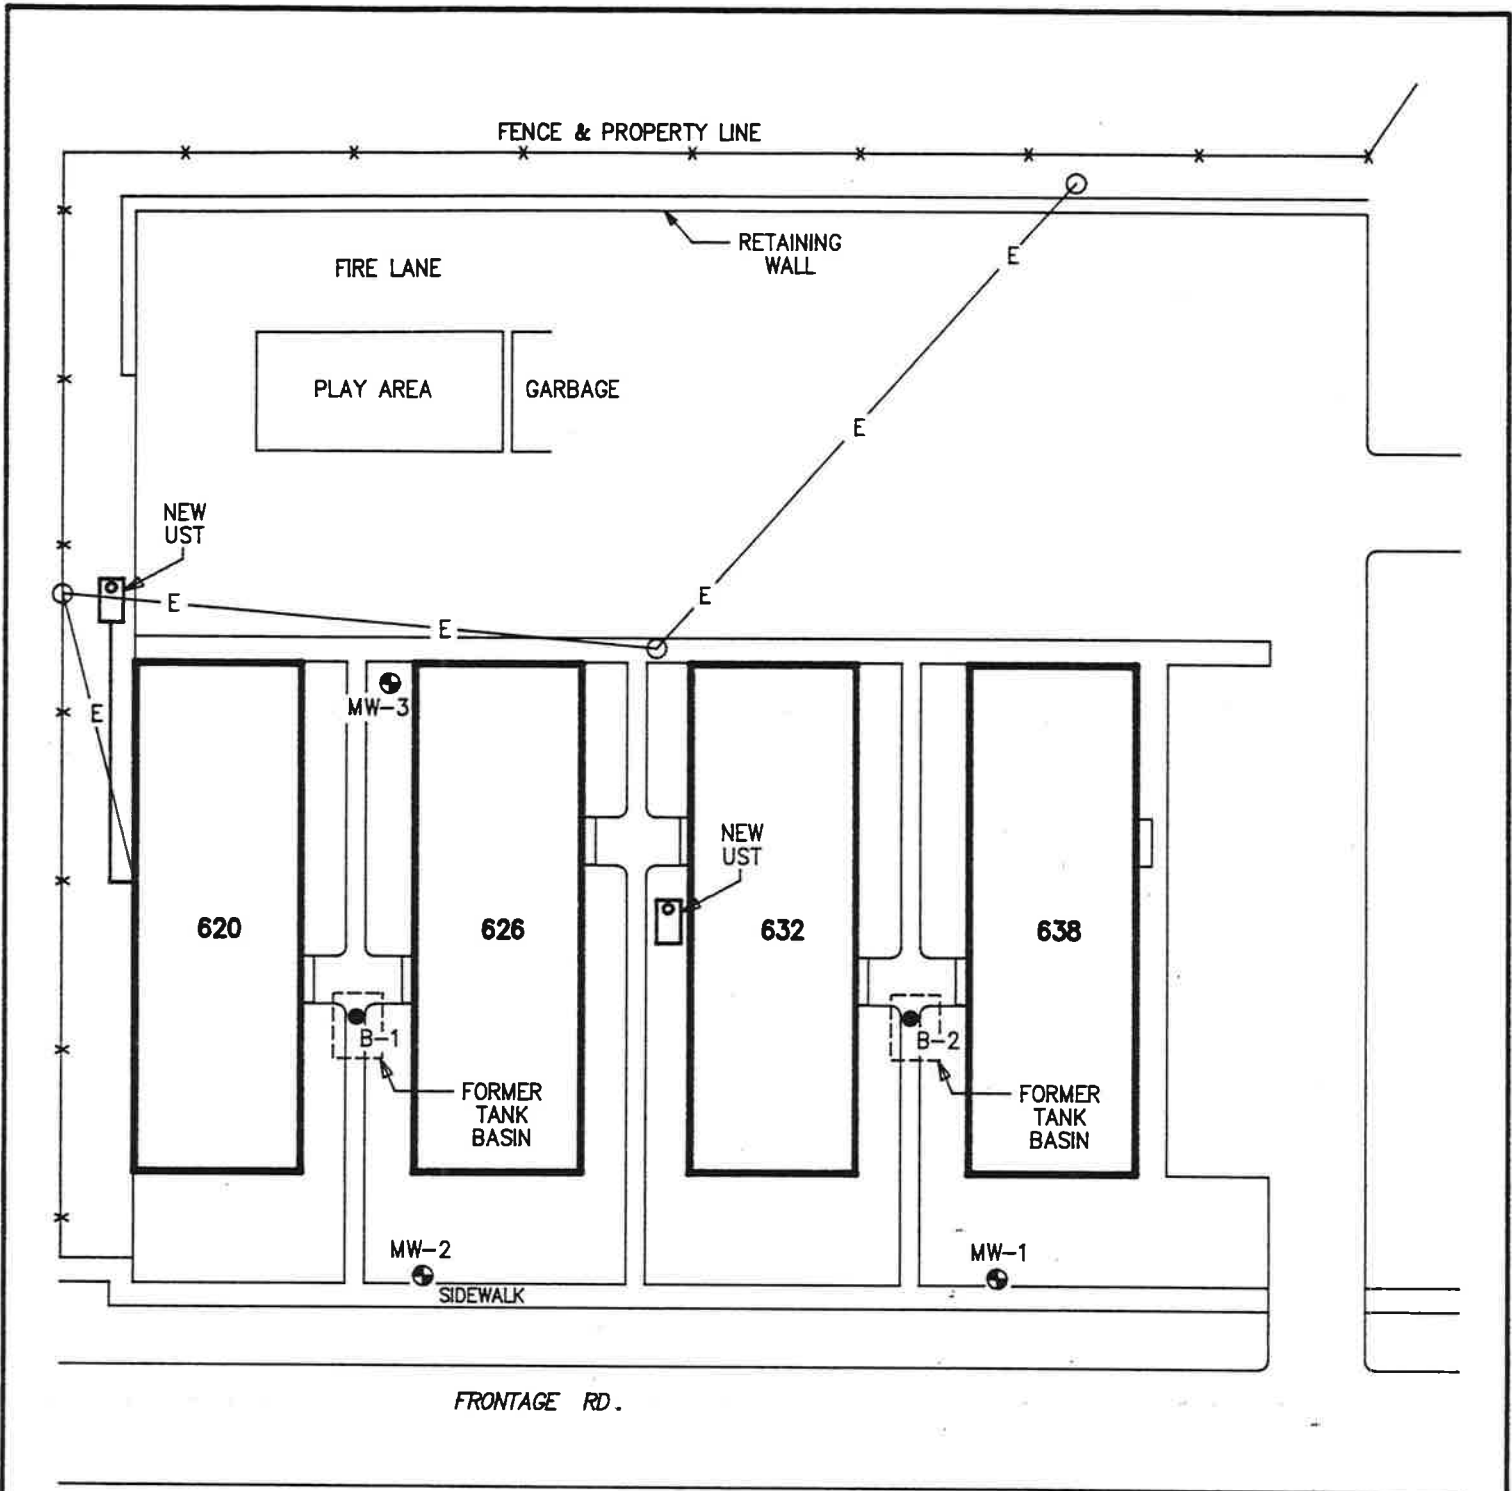 FENCE & PROPERTY LINE
RETAINING
WALL
E
FIRE LANE
PLAY AREA
GARBAGE
E
NEW
UST
E
E
E
MW-3
E
NEW
UST
620
626
632
638
B-1
B-2
FORMER
TANK
BASIN
FORMER
TANK
BASIN
MW-2
MW-1
SIDEWALK
FRONTAGE RD.